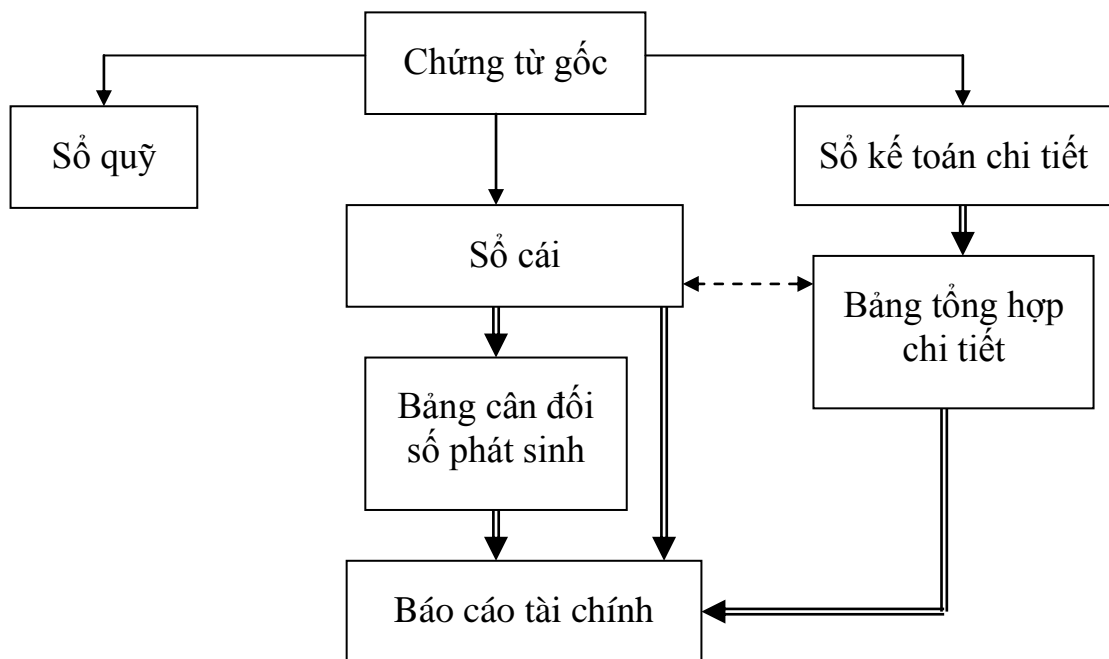 Chứng từ gốc
Sổ quỹ
Sổ kế toán chi tiết
Sổ cái
Bảng tổng hợp
chi tiết
Bảng cân đối
số phát sinh
Báo cáo tài chính